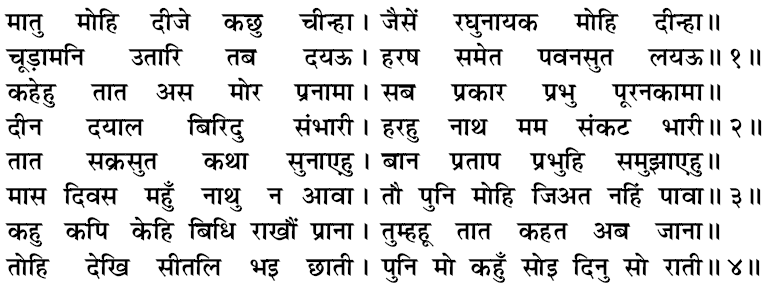 मातु मोहि दीजे कछु चीन्हा। जैसें रघुनायक मोहि दीन्हा॥
चूड़ामनि उतारि तब दयऊ। हरष समेत पवनसुत लयऊ॥ १॥
कहेहु तात अस मोर प्रनामा। सब प्रकार प्रभु पूरनकामा॥
दीन दयाल बिरिदु संभारी। हरहु नाथ मम संकट भारी॥ २॥
तात सक्रसुत कथा सुनाएहु। बान प्रताप प्रभुहि समुझाएहु॥
मास दिवस महुँ नाथु न आवा। तौ पुनि मोहि जिअत नहिं पावा॥ ३॥
कहु कपि केहि बिधि राखौं प्राना। तुम्हहू तात कहत अब जाना॥
तोहि देखि सीतलि भइ छाती। पुनि मो कहुँ सोइ दिनु सो राती॥ ४॥